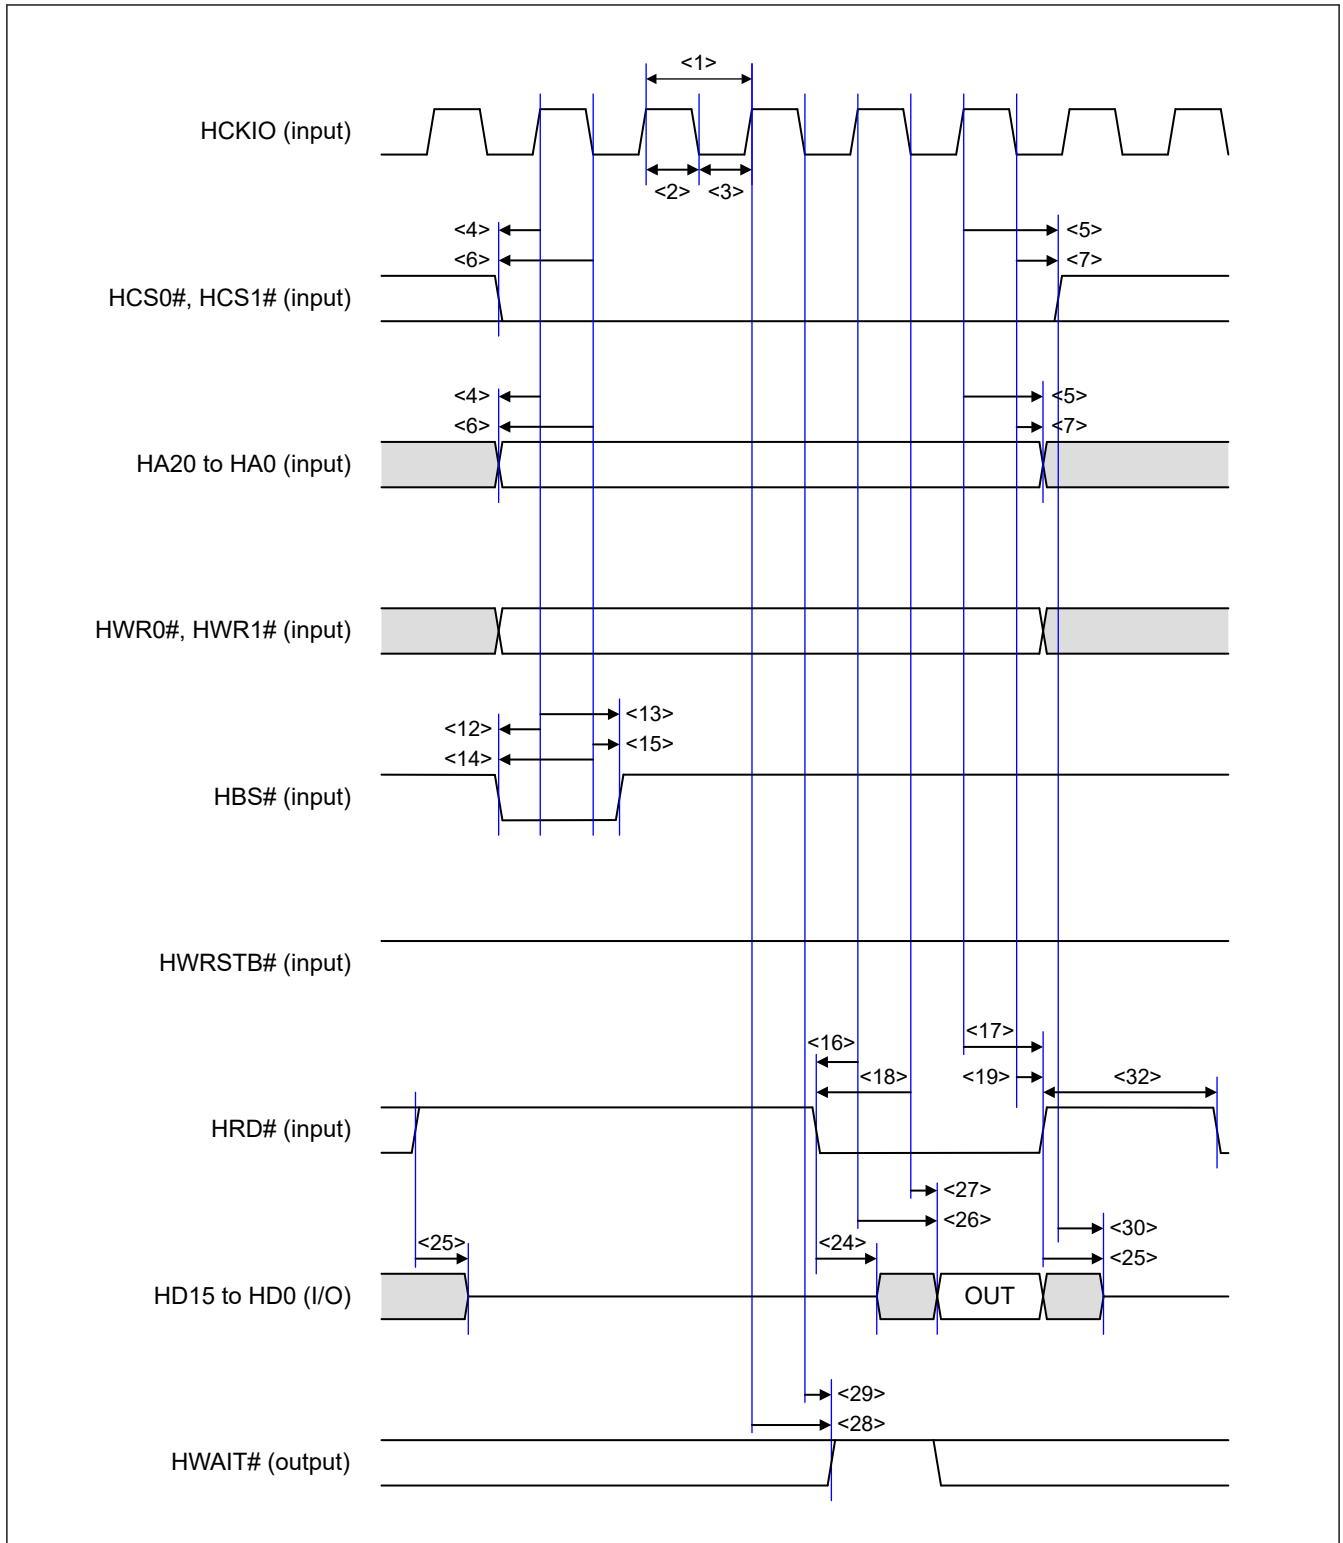 <1>
HCKIO (input)
<2> <3>
<4> <5>
<6> <7>
HCS0#, HCS1# (input)
<4> <5>
<6> <7>
HA20 to HA0 (input)
HWR0#, HWR1# (input)
<13>
<12>
<15>
<14>
HBS# (input)
HWRSTB# (input)
<17>
<16>
<18> <19> <32>
HRD# (input)
<27>
<26>
<30>
<25> <24> <25>
HD15 to HD0 (I/O) OUT
<29>
<28>
HWAIT# (output)